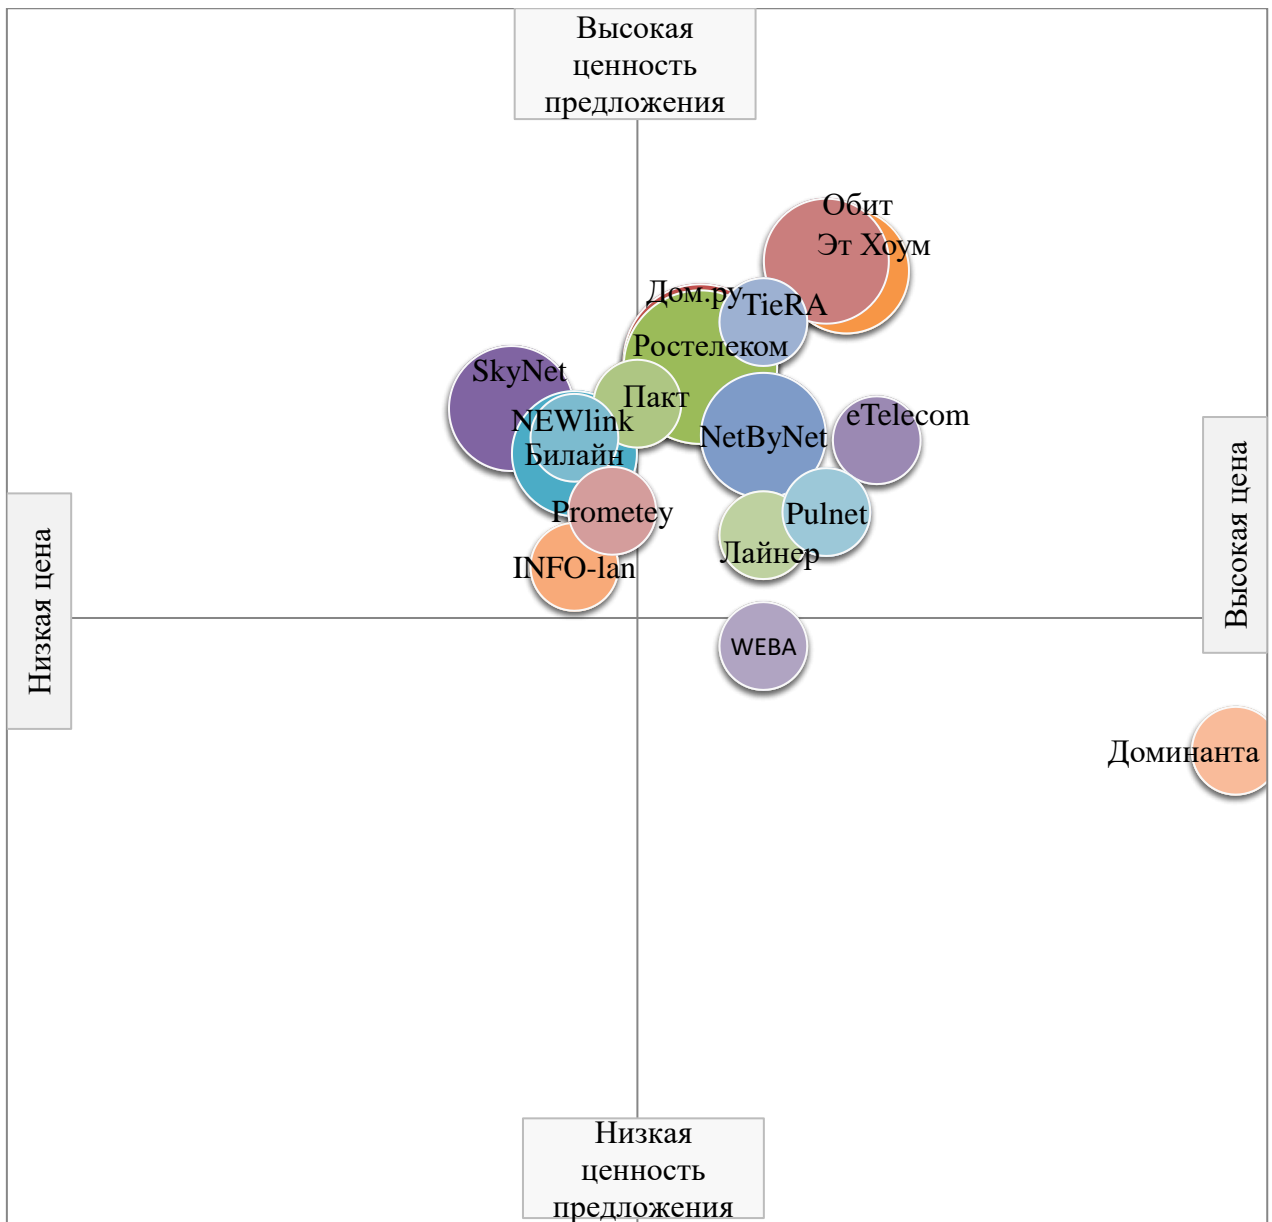 Высокая
ценность
предложения
Обит
Эт Хоум
Дом.ру
TieRA
Ростелеком
SkyNet
Пакт
NEWlink
eTelecom
NetByNet
Билайн
Prometey
Pulnet
Лайнер
INFO-lan
Высокая цена
Низкая цена
WEBA
Доминанта
Низкая
ценность
предложения